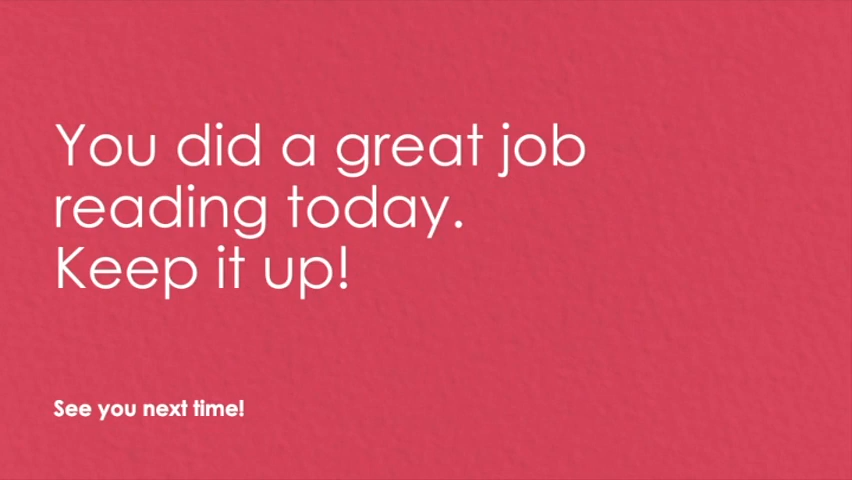 You did a great job
reading today.
Keep it up!
See you next time!